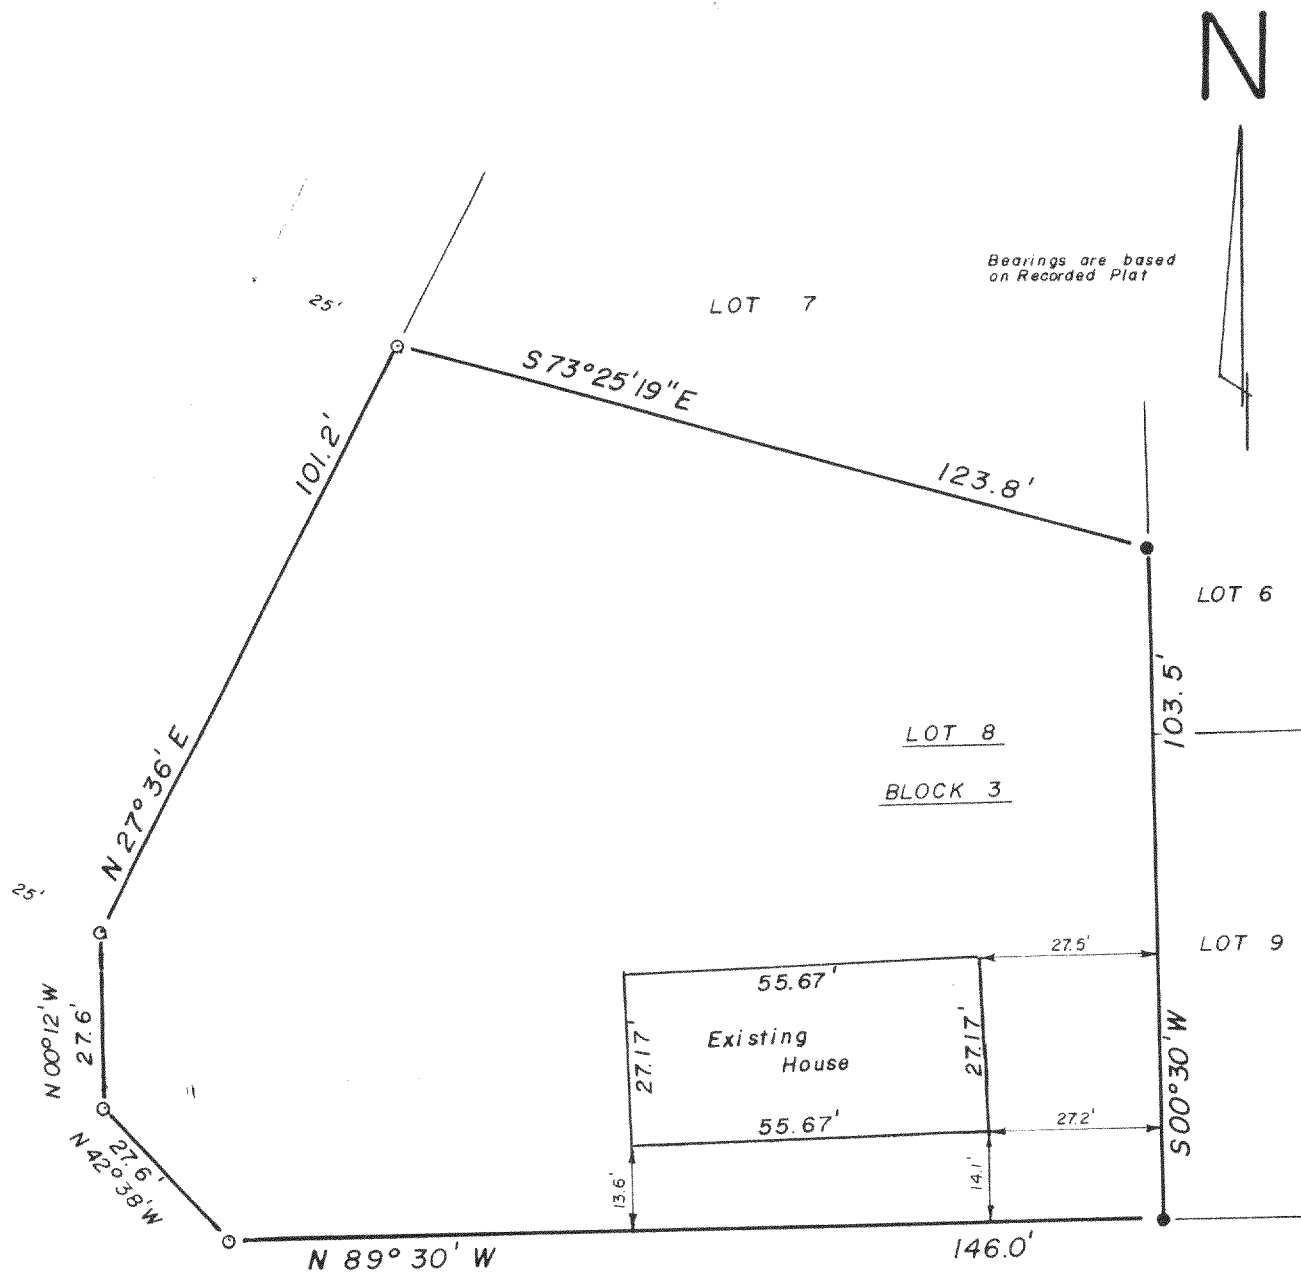 N
Bearings are based
on Recorded Plat
25'
LOT 7
S 73°25'19" E
123.8'
101.2'
N 27° 36' E
LOT 6
103.5'
LOT 8
BLOCK 3
25'
LOT 9
27.5'
55.67'
N 00°12' W
27.6'
27.17'
Existing
House
27.17'
S 00°30' W
55.67'
27.2'
27.6'
N 42°38' W
13.6'
14.1'
N 89° 30' W
146.0'